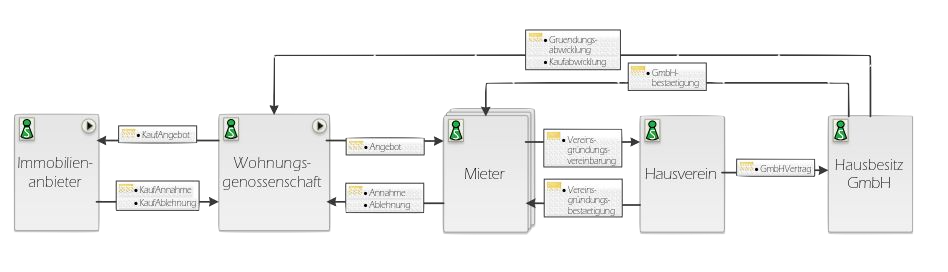 Gruendungs-
abwicklung
Kaufabwicklung
GmbH-
bestaetigung
KaufAngebot
Immobilien-
anbieter
KaufAnnahme
KaufAblehnung
Wohnungs-
genossenschaft
Angebot
Annahme
Ablehnung
Mieter
Vereins-
gründungs-
vereinbarung
Vereins-
gründungs-
bestaetigung
Hausverein
GmbHVertrag
Hausbesitz
GmbH